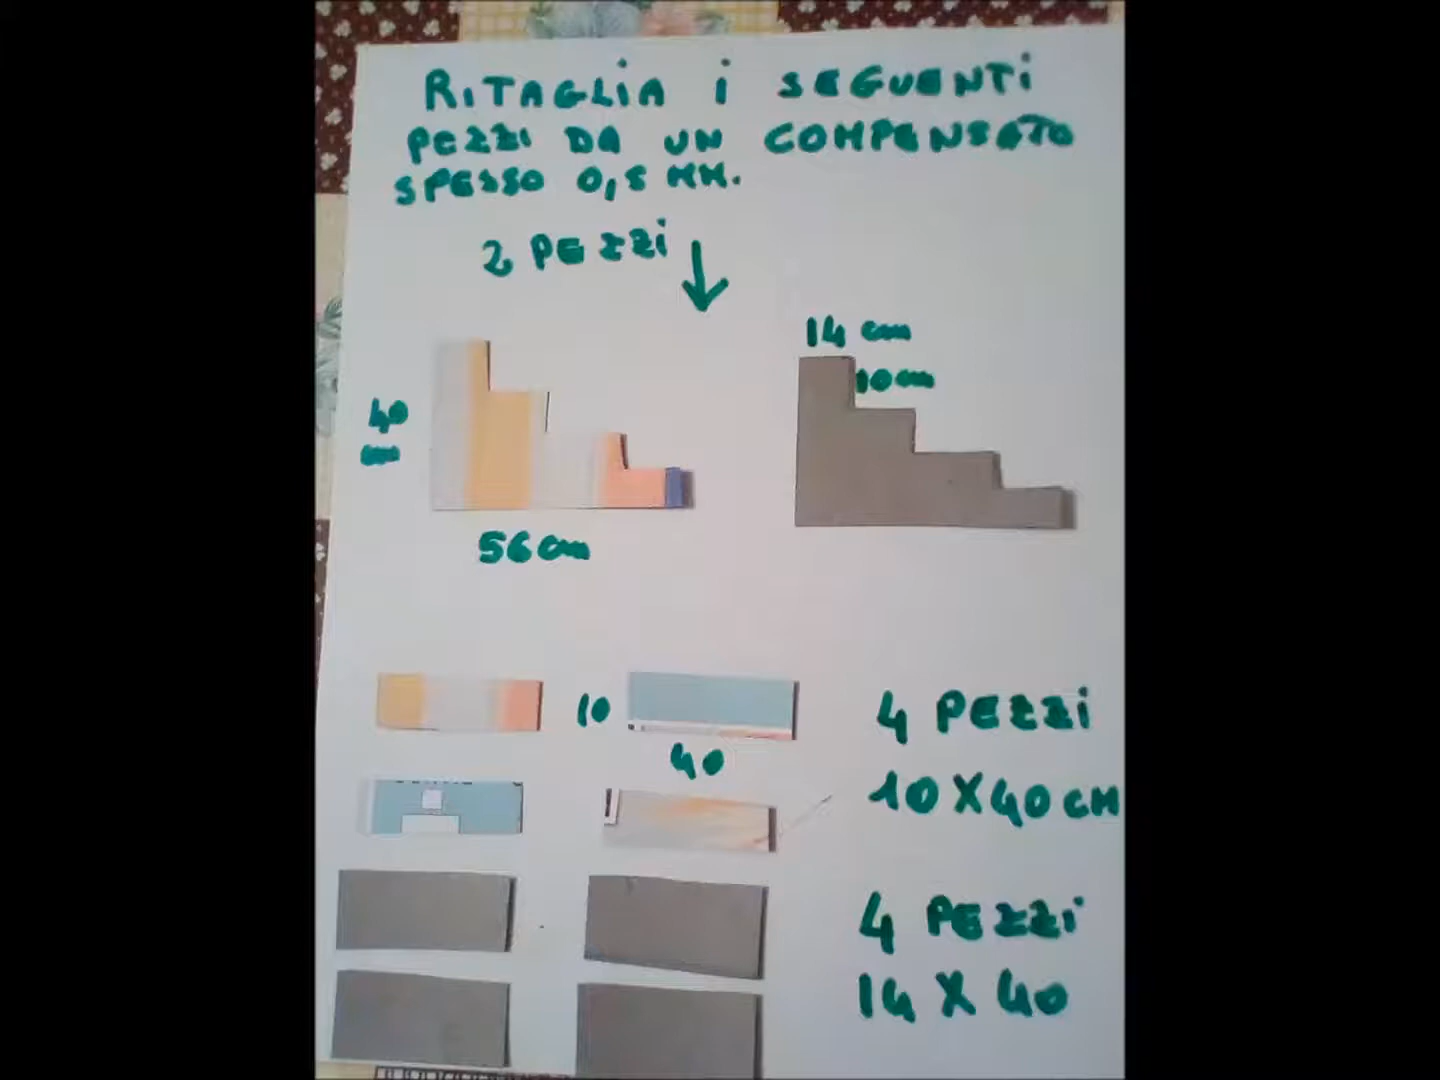 RITAGLIA I SEGUENTI
PEZZI DA UN COMPENSATO
SPESSO 0,5 MM.
2 PEZZI
14 cm
10 cm
40
cm
56 cm
10
40
4 PEZZI
10 X 40 CM
4 PEZZI
14 X 40